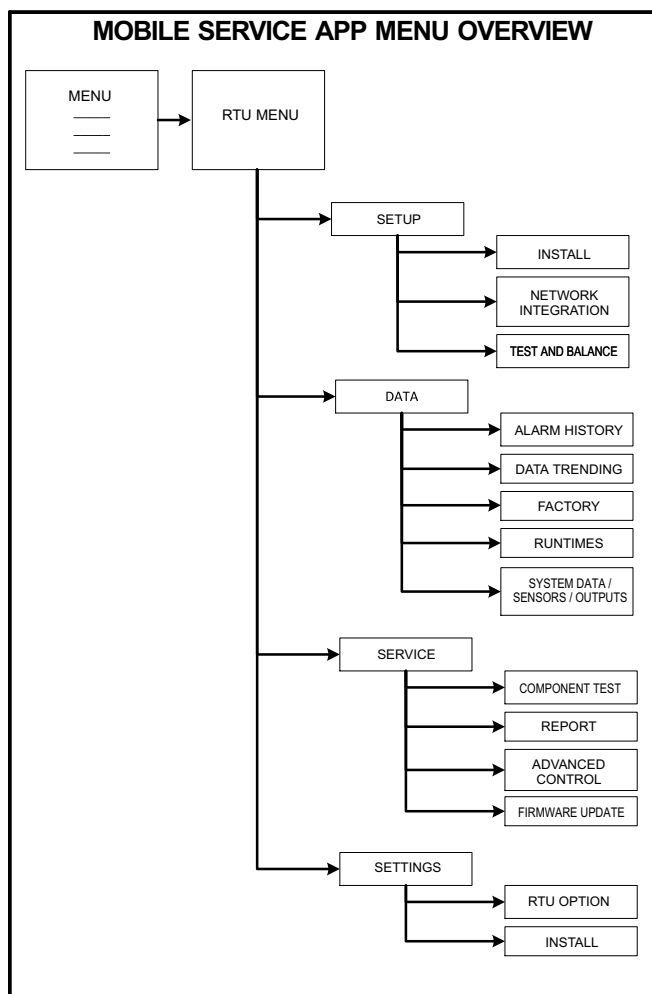 MOBILE SERVICE APP MENU OVERVIEW
MENU
RTU MENU
SETUP
INSTALL
NETWORK
INTEGRATION
TEST AND BALANCE
DATA
ALARM HISTORY
DATA TRENDING
FACTORY
RUNTIMES
SYSTEM DATA /
SENSORS / OUTPUTS
SERVICE
COMPONENT TEST
REPORT
ADVANCED
CONTROL
FIRMWARE UPDATE
SETTINGS
RTU OPTION
INSTALL